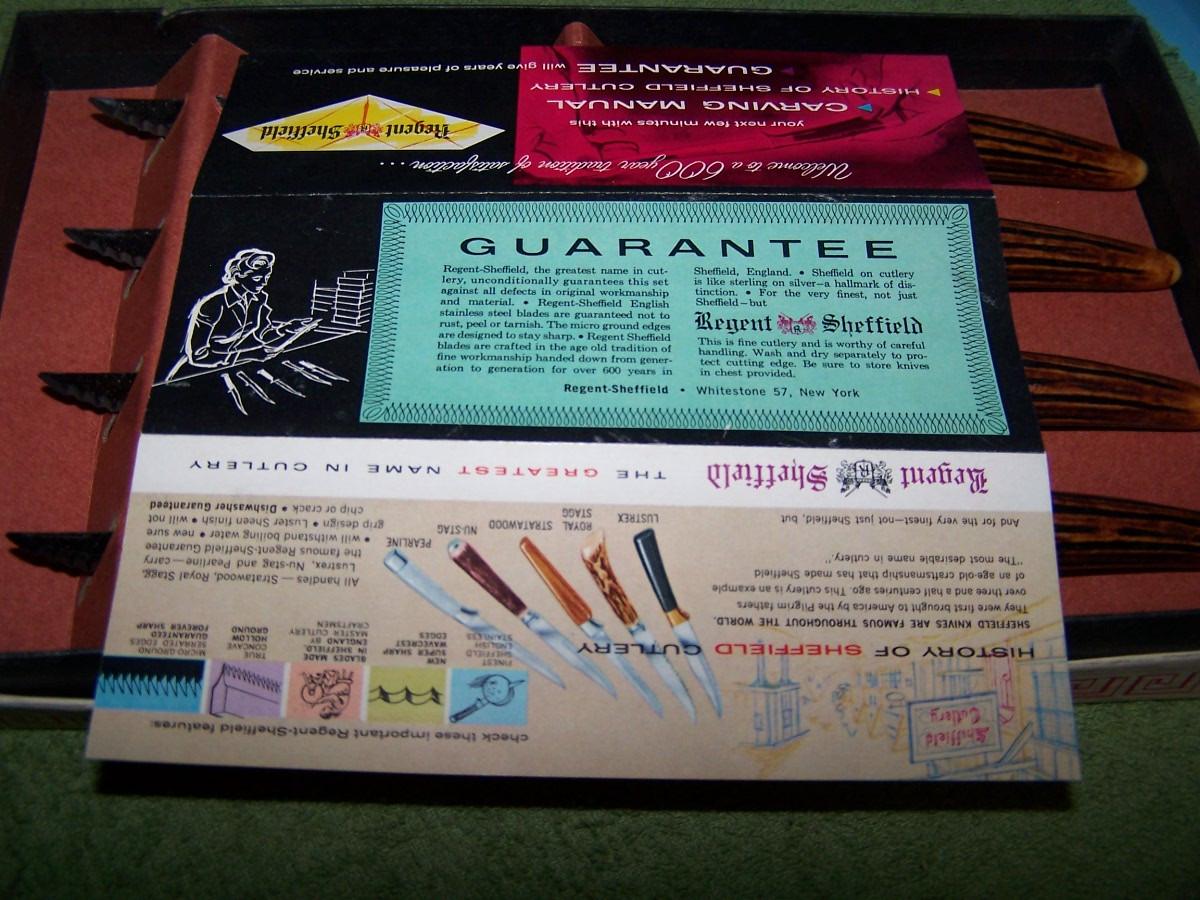 Welcome to a 600 year tradition of satisfaction ....
your next few minutes with this
CARVING MANUAL
HISTORY OF SHEFFIELD CUTLERY
GUARANTEE will give years of pleasure and service
Regent Sheffield
GUARANTEE
Regent-Sheffield, the greatest name in cut-
lery, unconditionally guarantees this set
against all defects in original workmanship
and material. • Regent-Sheffield English
stainless steel blades are guaranteed not to
rust, peel or tarnish. The micro ground edges
are designed to stay sharp. • Regent Sheffield
blades are crafted in the age old tradition of
fine workmanship handed down from gener-
ation to generation for over 600 years in
Sheffield, England. • Sheffield on cutlery
is like sterling on silver—a hallmark of dis-
tinction. • For the very finest, not just
Sheffield—but
Regent R Sheffield
This is fine cutlery and is worthy of careful
handling. Wash and dry separately to pro-
tect cutting edge. Be sure to store knives
in chest provided.
Regent-Sheffield • Whitestone 57, New York
check these important Regent-Sheffield features:
FINEST
SHEFFIELD
ENGLISH
STAINLESS
NEW
SUPER SHARP
WAVECREST
EDGES
BLADES MADE
IN SHEFFIELD,
ENGLAND BY
MASTER CUTLERY
CRAFTSMEN
TRUE
CONCAVE
HOLLOW
GROUND
MICRO-GROUND
SERRATED EDGES
GUARANTEED
FOREVER SHARP
Sheffield
Cutlery
HISTORY OF SHEFFIELD CUTLERY
SHEFFIELD KNIVES ARE FAMOUS THROUGHOUT THE WORLD.
They were first brought to America by the Pilgrim fathers
over three and a half centuries ago. This cutlery is an example
of an age-old craftsmanship that has made Sheffield
"The most desirable name in cutlery."
And for the very finest—not just Sheffield, but,
LUSTREX
ROYAL
STAGG
STRATAWOOD
NU-STAG
PEARLINE
All handles — Stratawood, Royal Stagg,
Lustrex, Nu-stag and Pearline — carry
the famous Regent-Sheffield Guarantee
• will withstand boiling water • new sure
grip design • Luster Sheen finish • will not
chip or crack • Dishwasher Guaranteed
Regent R Sheffield THE GREATEST NAME IN CUTLERY